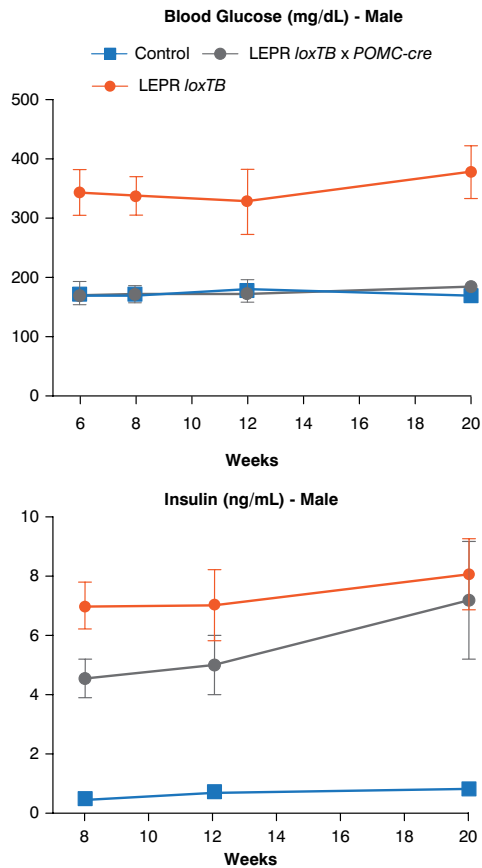 Blood Glucose (mg/dL) - Male
Control
LEPR loxTB x POMC-cre
LEPR loxTB
500
400
300
200
100
0
6 8 10 12 14 16 18 20
Weeks
Insulin (ng/mL) - Male
10
8
6
4
2
0
8 10 12 14 16 18 20
Weeks